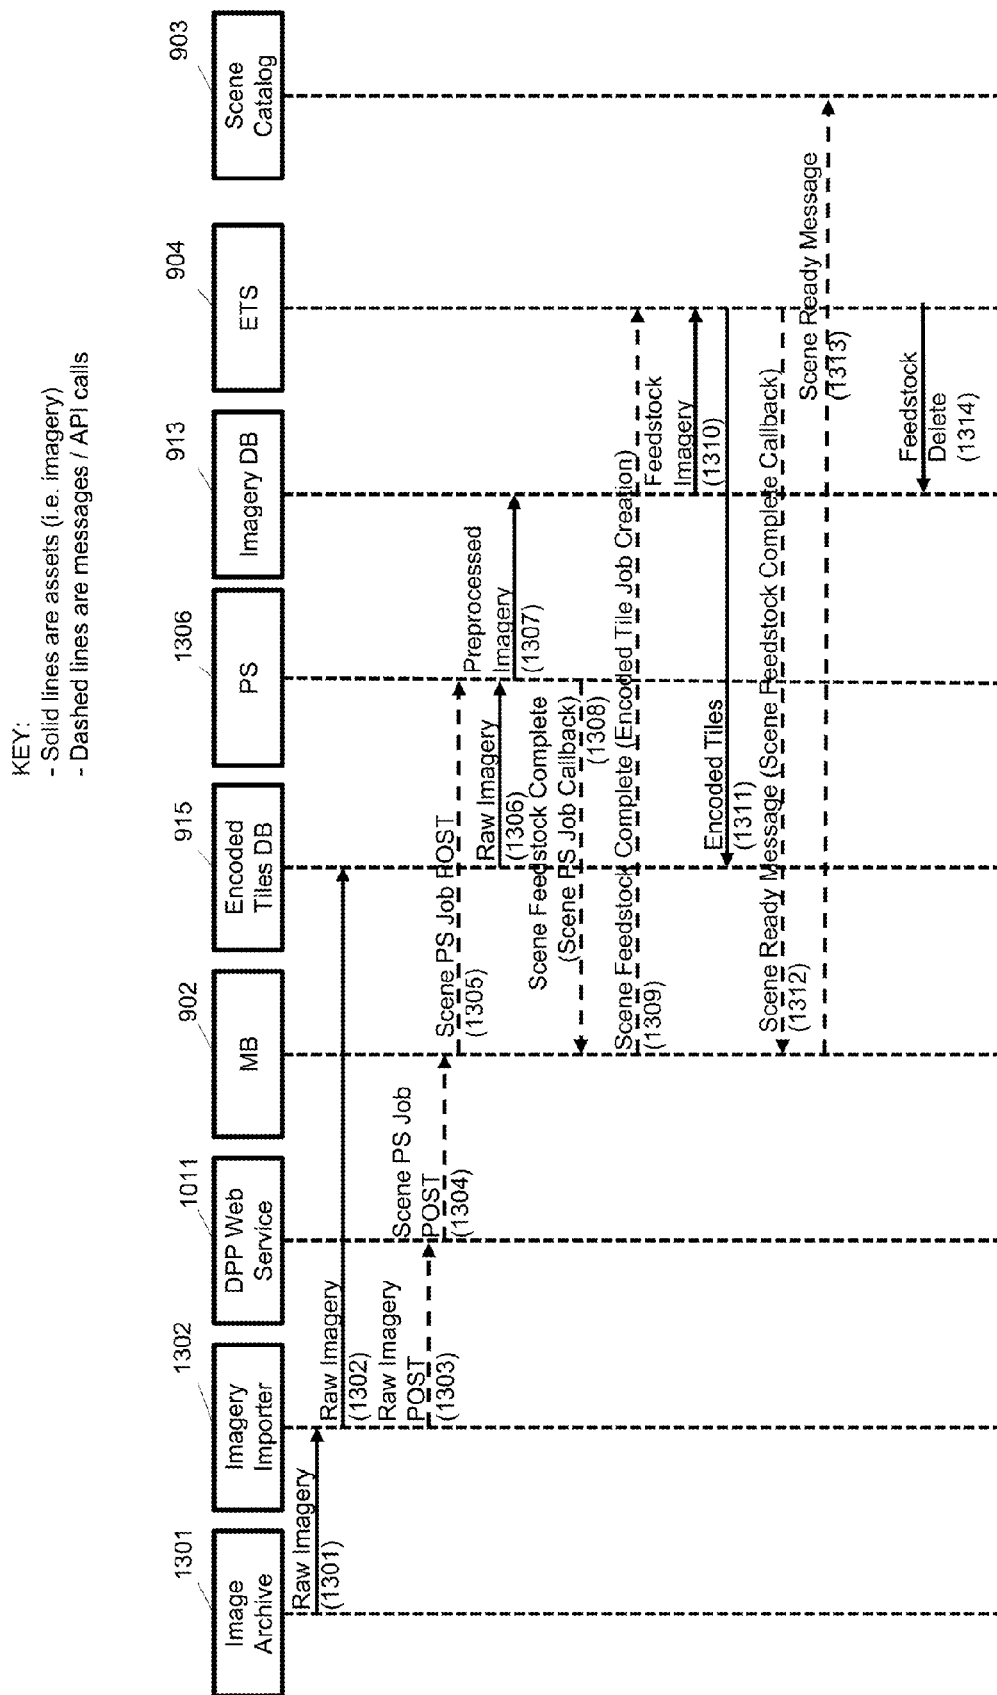 KEY:
- Solid lines are assets (i.e. imagery)
- Dashed lines are messages / API calls
1301
1302
1011
902
915
1306
913
904
903
Image
Archive
Imagery
Importer
DPP Web
Service
MB
Encoded
Tiles DB
PS
Imagery DB
ETS
Scene
Catalog
Raw Imagery
(1301)
Raw Imagery
(1302)
Raw Imagery
POST
(1303)
Scene PS Job
POST
(1304)
Scene PS Job POST
(1305)
Raw Imagery
(1306)
Preprocessed
Imagery
(1307)
Scene Feedstock Complete
(Scene PS Job Callback)
(1308)
Scene Feedstock Complete (Encoded Tile Job Creation)
(1309)
Feedstock
Imagery
(1310)
Encoded Tiles
(1311)
Scene Ready Message (Scene Feedstock Complete Callback)
(1312)
Scene Ready Message
(1313)
Feedstock
Delete
(1314)